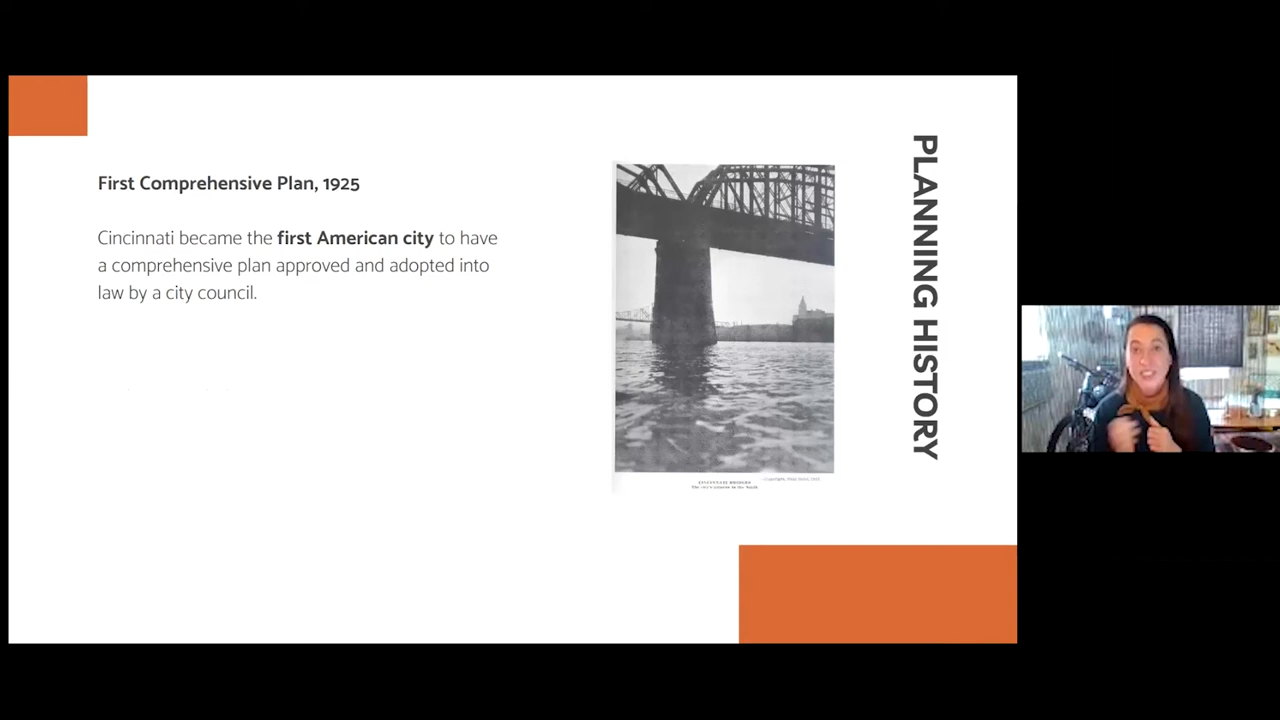 First Comprehensive Plan, 1925
Cincinnati became the first American city to have
a comprehensive plan approved and adopted into
law by a city council.
PLANNING HISTORY